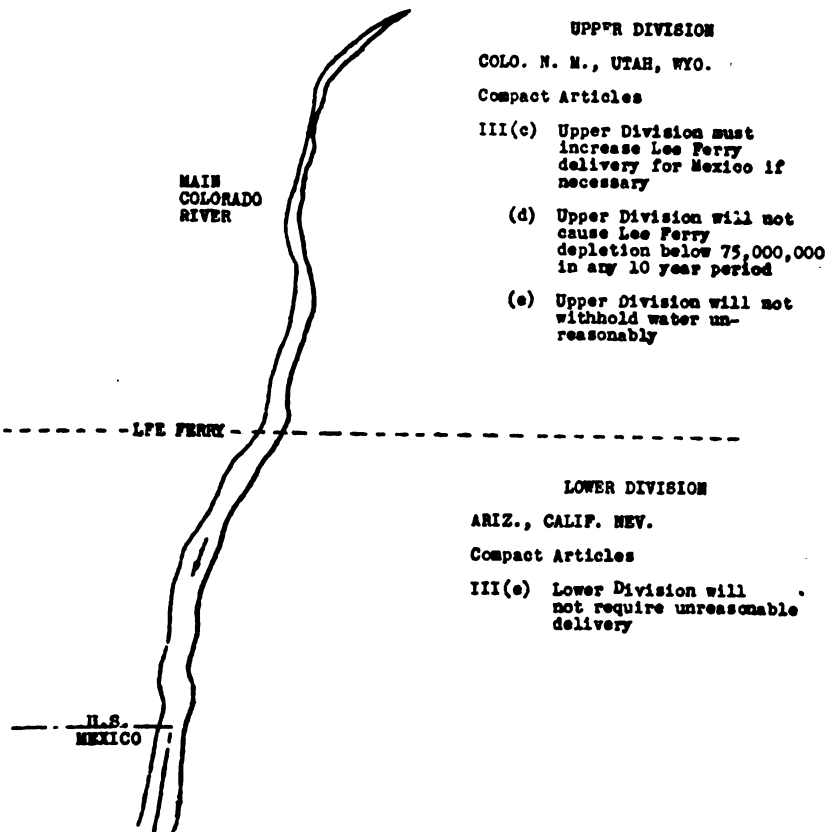 UPPER DIVISION
COLO. N. M., UTAH, WYO.
Compact Articles
III(c) Upper Division must
increase Lee Ferry
delivery for Mexico if
necessary
(d) Upper Division will not
cause Lee Ferry
depletion below 75,000,000
in any 10 year period
(e) Upper Division will not
withhold water un-
reasonably
MAIN
COLORADO
RIVER
LEE FERRY
LOWER DIVISION
ARIZ., CALIF. NEV.
Compact Articles
III(e) Lower Division will
not require unreasonable
delivery
U.S.
MEXICO